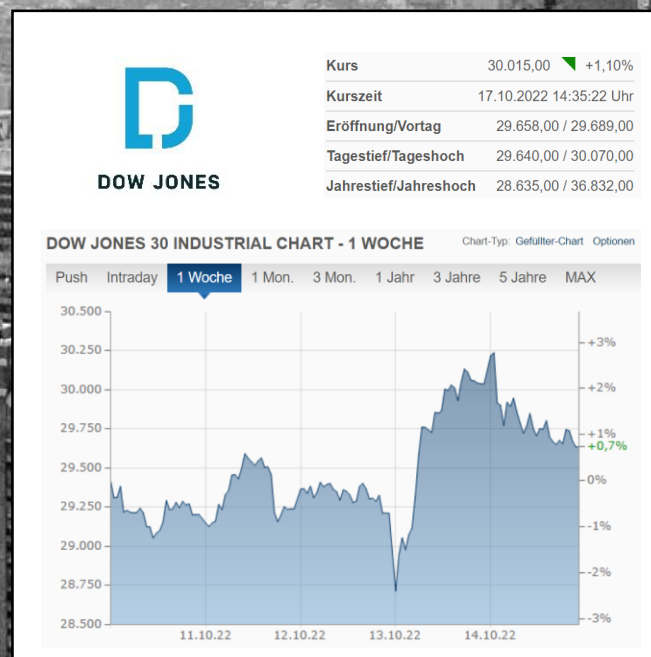 Kurs 30.015,00 +1,10%
Kurszeit 17.10.2022 14:35:22 Uhr
Eröffnung/Vortag 29.658,00 / 29.689,00
Tagestief/Tageshoch 29.640,00 / 30.070,00
Jahrestief/Jahreshoch 28.635,00 / 36.832,00
DOW JONES
DOW JONES 30 INDUSTRIAL CHART - 1 WOCHE Chart-Typ: Gefüllter-Chart Optionen
Push Intraday 1 Woche 1 Mon. 3 Mon. 1 Jahr 3 Jahre 5 Jahre MAX
30.500
30.250
30.000
29.750
29.500
29.250
29.000
28.750
28.500
+3%
+2%
+1%
+0,7%
0%
-1%
-2%
-3%
11.10.22 12.10.22 13.10.22 14.10.22